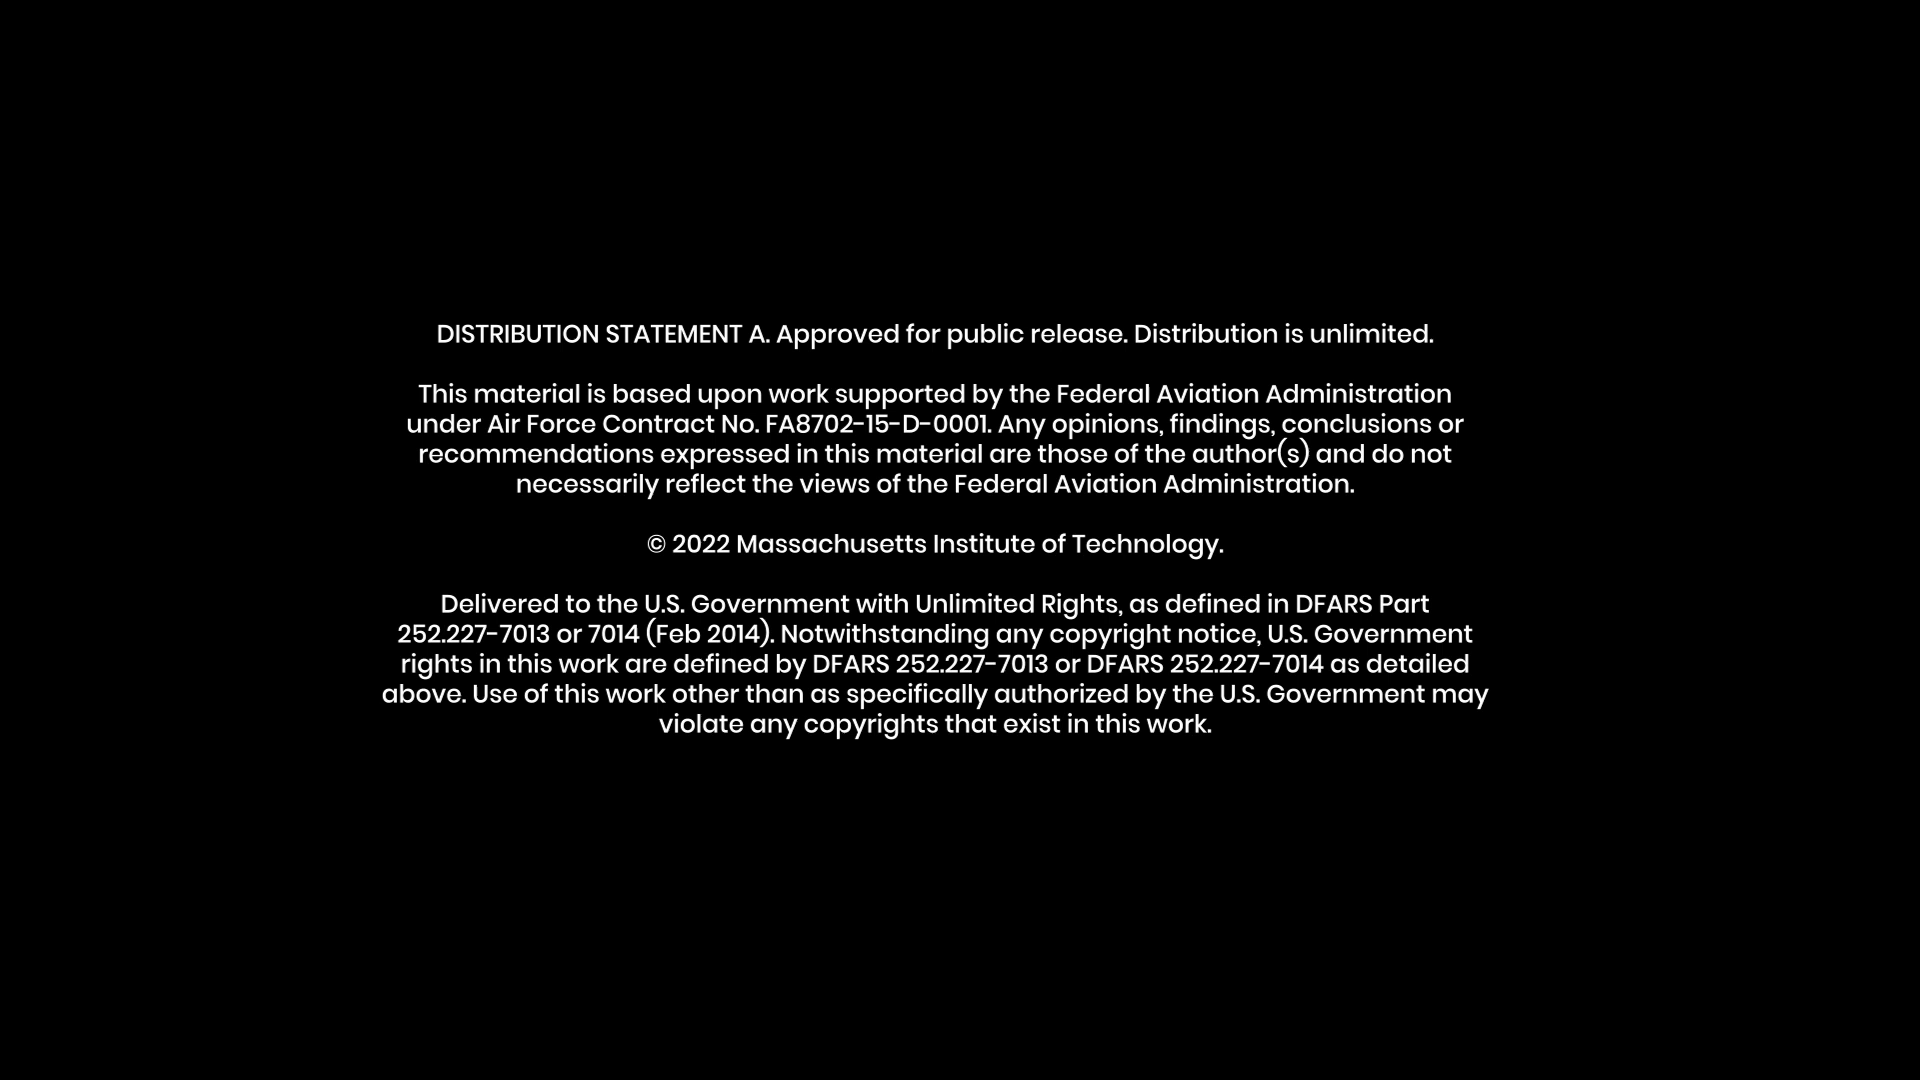 DISTRIBUTION STATEMENT A. Approved for public release. Distribution is unlimited.
This material is based upon work supported by the Federal Aviation Administration
under Air Force Contract No. FA8702-15-D-0001. Any opinions, findings, conclusions or
recommendations expressed in this material are those of the author(s) and do not
necessarily reflect the views of the Federal Aviation Administration.
© 2022 Massachusetts Institute of Technology.
Delivered to the U.S. Government with Unlimited Rights, as defined in DFARS Part
252.227-7013 or 7014 (Feb 2014). Notwithstanding any copyright notice, U.S. Government
rights in this work are defined by DFARS 252.227-7013 or DFARS 252.227-7014 as detailed
above. Use of this work other than as specifically authorized by the U.S. Government may
violate any copyrights that exist in this work.